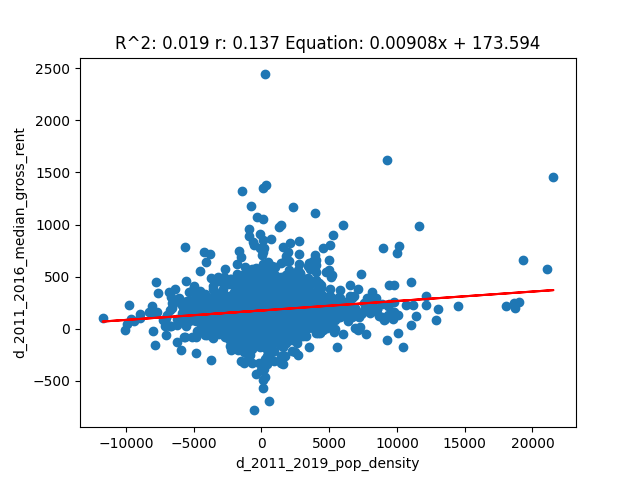 R^2: 0.019 r: 0.137 Equation: 0.00908x + 173.594
d_2011_2016_median_gross_rent
2500
2000
1500
1000
500
0
−500
−10000 −5000 0 5000 10000 15000 20000
d_2011_2019_pop_density